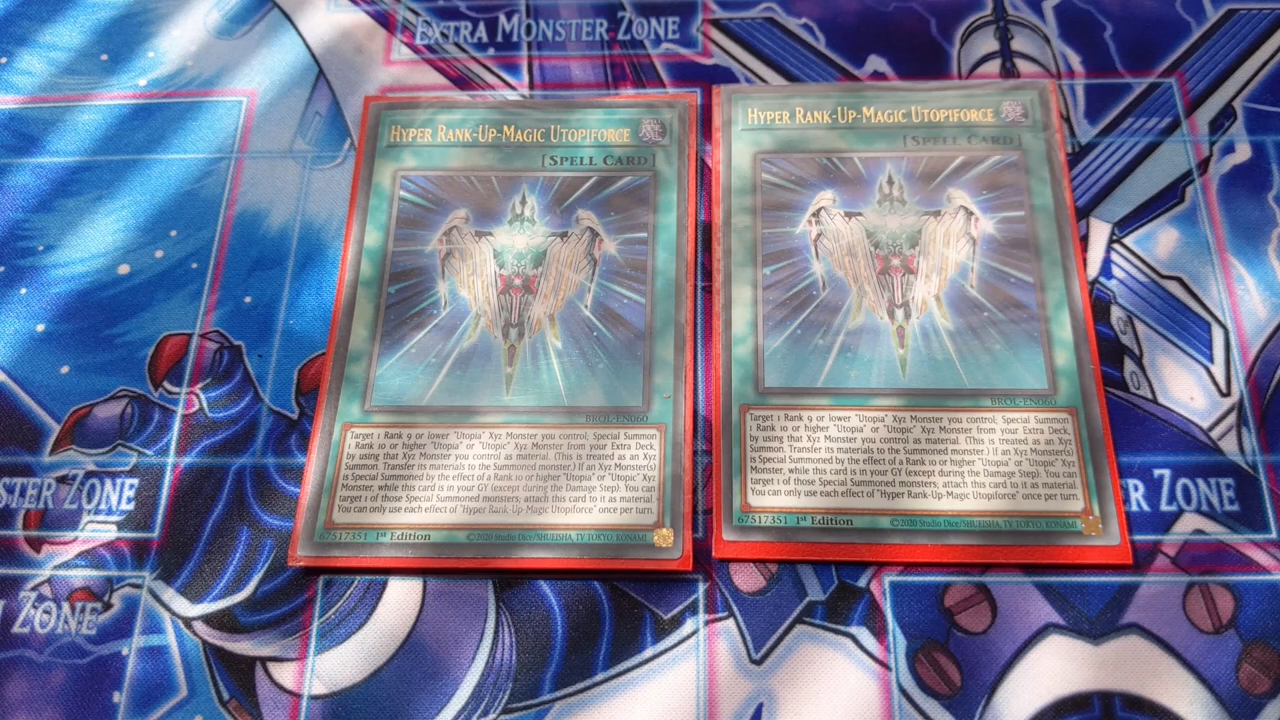 EXTRA MONSTER ZONE
HYPER RANK-UP-MAGIC UTOPIFORCE
[SPELL CARD]
BROL-EN060
Target 1 Rank 9 or lower "Utopia" Xyz Monster you control; Special Summon
1 Rank 10 or higher "Utopia" or "Utopic" Xyz Monster from your Extra Deck,
by using that Xyz Monster you control as material. (This is treated as an Xyz
Summon. Transfer its materials to the Summoned monster.) If an Xyz Monster(s)
is Special Summoned by the effect of a Rank 10 or higher "Utopia" or "Utopic" Xyz
Monster, while this card is in your GY (except during the Damage Step): You can
target 1 of those Special Summoned monsters; attach this card to it as material.
You can only use each effect of "Hyper Rank-Up-Magic Utopiforce" once per turn.
67517351 1st Edition ©2020 Studio Dice/SHUEISHA, TV TOKYO, KONAMI
HYPER RANK-UP-MAGIC UTOPIFORCE
[SPELL CARD]
BROL-EN060
Target 1 Rank 9 or lower "Utopia" Xyz Monster you control; Special Summon
1 Rank 10 or higher "Utopia" or "Utopic" Xyz Monster from your Extra Deck,
by using that Xyz Monster you control as material. (This is treated as an Xyz
Summon. Transfer its materials to the Summoned monster.) If an Xyz Monster(s)
is Special Summoned by the effect of a Rank 10 or higher "Utopia" or "Utopic" Xyz
Monster, while this card is in your GY (except during the Damage Step): You can
target 1 of those Special Summoned monsters; attach this card to it as material.
You can only use each effect of "Hyper Rank-Up-Magic Utopiforce" once per turn.
67517351 1st Edition ©2020 Studio Dice/SHUEISHA, TV TOKYO, KONAMI
STER ZONE
ER ZONE
ZONE